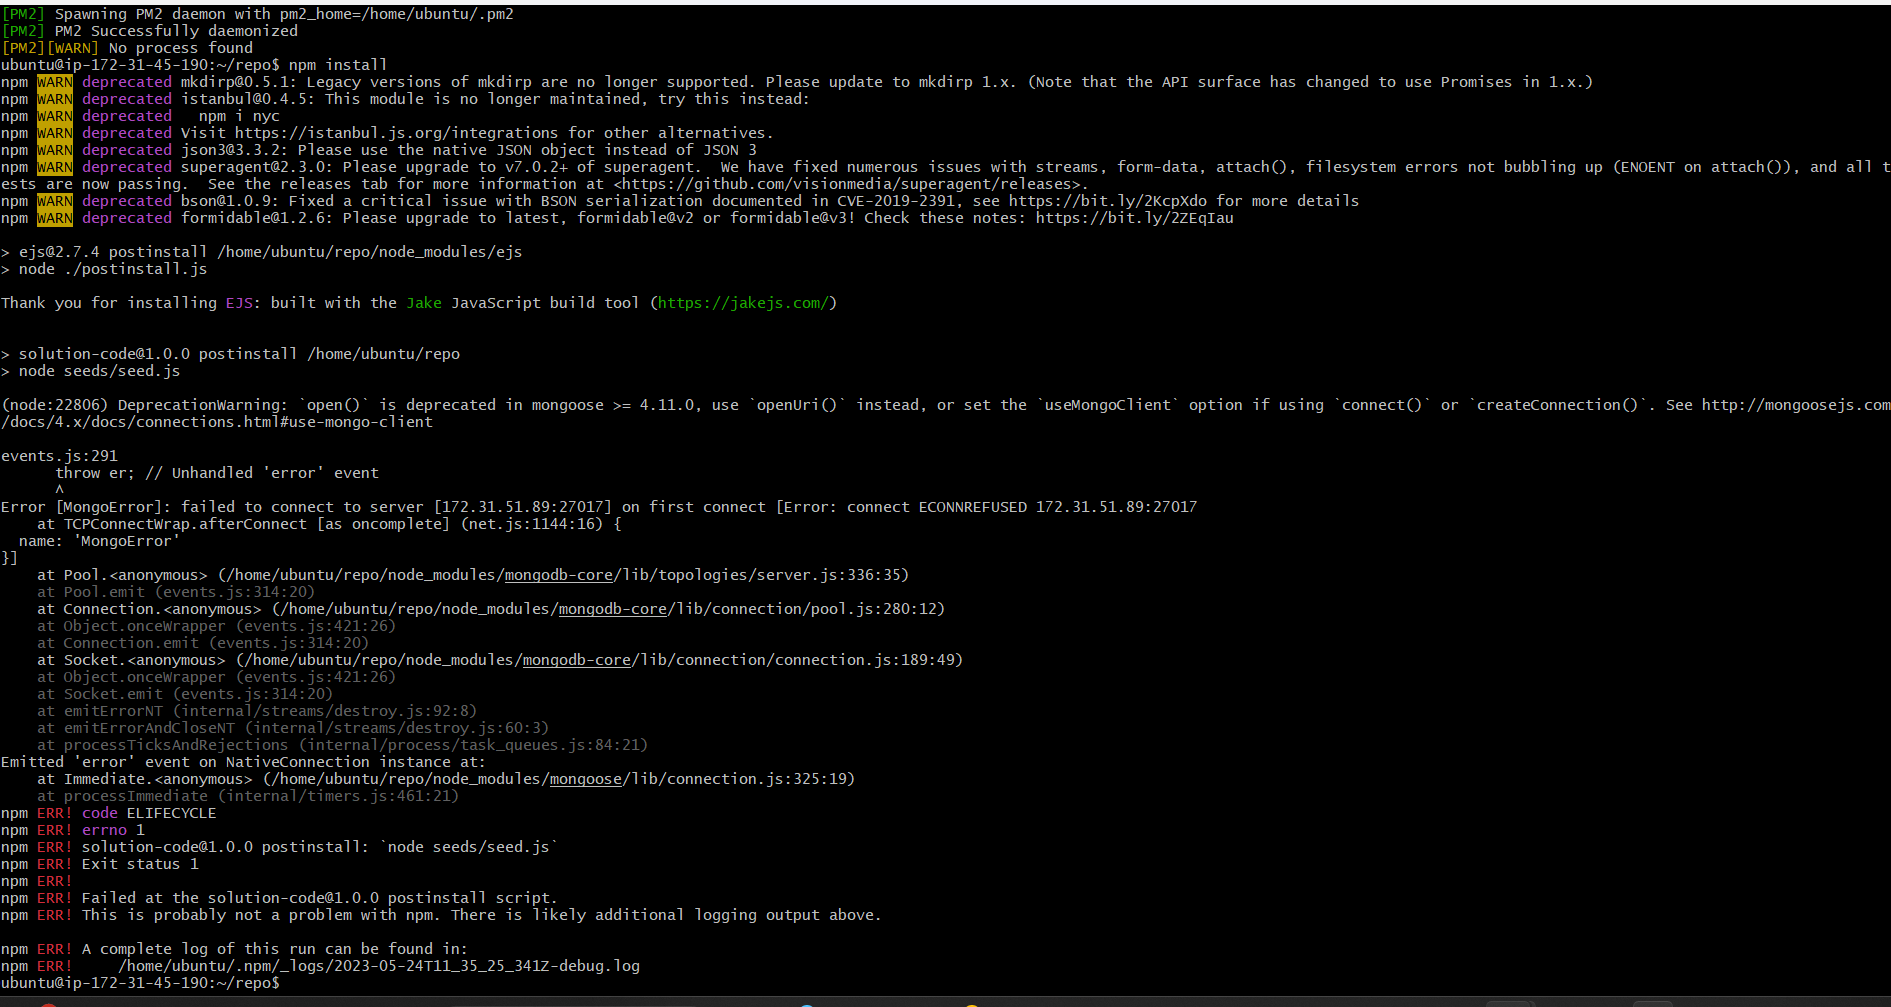 [PM2] Spawning PM2 daemon with pm2_home=/home/ubuntu/.pm2
[PM2] PM2 Successfully daemonized
[PM2][WARN] No process found
ubuntu@ip-172-31-45-190:~/repo$ npm install
npm WARN deprecated mkdirp@0.5.1: Legacy versions of mkdirp are no longer supported. Please update to mkdirp 1.x. (Note that the API surface has changed to use Promises in 1.x.)
npm WARN deprecated istanbul@0.4.5: This module is no longer maintained, try this instead:
npm WARN deprecated   npm i nyc
npm WARN deprecated Visit https://istanbul.js.org/integrations for other alternatives.
npm WARN deprecated json3@3.3.2: Please use the native JSON object instead of JSON 3
npm WARN deprecated superagent@2.3.0: Please upgrade to v7.0.2+ of superagent.  We have fixed numerous issues with streams, form-data, attach(), filesystem errors not bubbling up (ENOENT on attach()), and all t
ests are now passing.  See the releases tab for more information at <https://github.com/visionmedia/superagent/releases>.
npm WARN deprecated bson@1.0.9: Fixed a critical issue with BSON serialization documented in CVE-2019-2391, see https://bit.ly/2KcpXdo for more details
npm WARN deprecated formidable@1.2.6: Please upgrade to latest, formidable@v2 or formidable@v3! Check these notes: https://bit.ly/2ZEqIau
> ejs@2.7.4 postinstall /home/ubuntu/repo/node_modules/ejs
> node ./postinstall.js
Thank you for installing EJS: built with the Jake JavaScript build tool (https://jakejs.com/)
> solution-code@1.0.0 postinstall /home/ubuntu/repo
> node seeds/seed.js
(node:22806) DeprecationWarning: `open()` is deprecated in mongoose >= 4.11.0, use `openUri()` instead, or set the `useMongoClient` option if using `connect()` or `createConnection()`. See http://mongoosejs.com
/docs/4.x/docs/connections.html#use-mongo-client
events.js:291
      throw er; // Unhandled 'error' event
      ^
Error [MongoError]: failed to connect to server [172.31.51.89:27017] on first connect [Error: connect ECONNREFUSED 172.31.51.89:27017
    at TCPConnectWrap.afterConnect [as oncomplete] (net.js:1144:16) {
  name: 'MongoError'
}]
    at Pool.<anonymous> (/home/ubuntu/repo/node_modules/mongodb-core/lib/topologies/server.js:336:35)
    at Pool.emit (events.js:314:20)
    at Connection.<anonymous> (/home/ubuntu/repo/node_modules/mongodb-core/lib/connection/pool.js:280:12)
    at Object.onceWrapper (events.js:421:26)
    at Connection.emit (events.js:314:20)
    at Socket.<anonymous> (/home/ubuntu/repo/node_modules/mongodb-core/lib/connection/connection.js:189:49)
    at Object.onceWrapper (events.js:421:26)
    at Socket.emit (events.js:314:20)
    at emitErrorNT (internal/streams/destroy.js:92:8)
    at emitErrorAndCloseNT (internal/streams/destroy.js:60:3)
    at processTicksAndRejections (internal/process/task_queues.js:84:21)
Emitted 'error' event on NativeConnection instance at:
    at Immediate.<anonymous> (/home/ubuntu/repo/node_modules/mongoose/lib/connection.js:325:19)
    at processImmediate (internal/timers.js:461:21)
npm ERR! code ELIFECYCLE
npm ERR! errno 1
npm ERR! solution-code@1.0.0 postinstall: `node seeds/seed.js`
npm ERR! Exit status 1
npm ERR!
npm ERR! Failed at the solution-code@1.0.0 postinstall script.
npm ERR! This is probably not a problem with npm. There is likely additional logging output above.
npm ERR! A complete log of this run can be found in:
npm ERR!     /home/ubuntu/.npm/_logs/2023-05-24T11_35_25_341Z-debug.log
ubuntu@ip-172-31-45-190:~/repo$